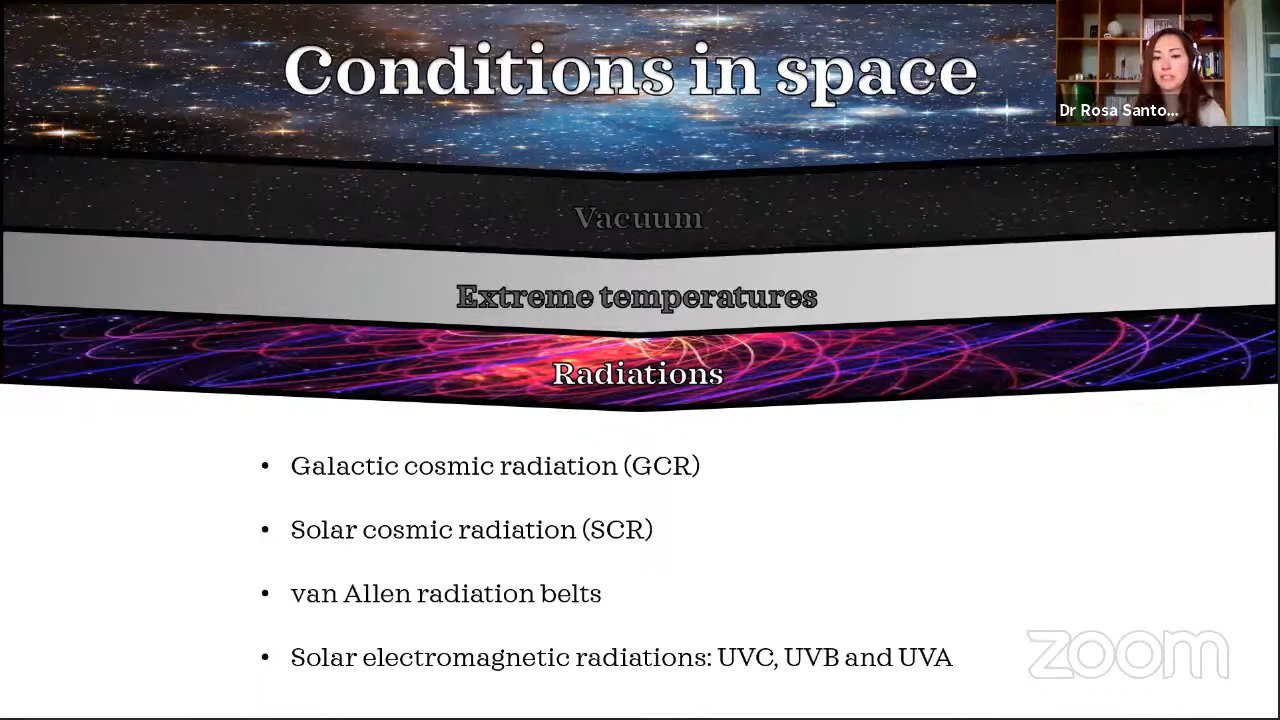 Conditions in space
Dr Rosa Santo...
Vacuum
Extreme temperatures
Radiations
• Galactic cosmic radiation (GCR)
• Solar cosmic radiation (SCR)
• van Allen radiation belts
• Solar electromagnetic radiations: UVC, UVB and UVA
zoom